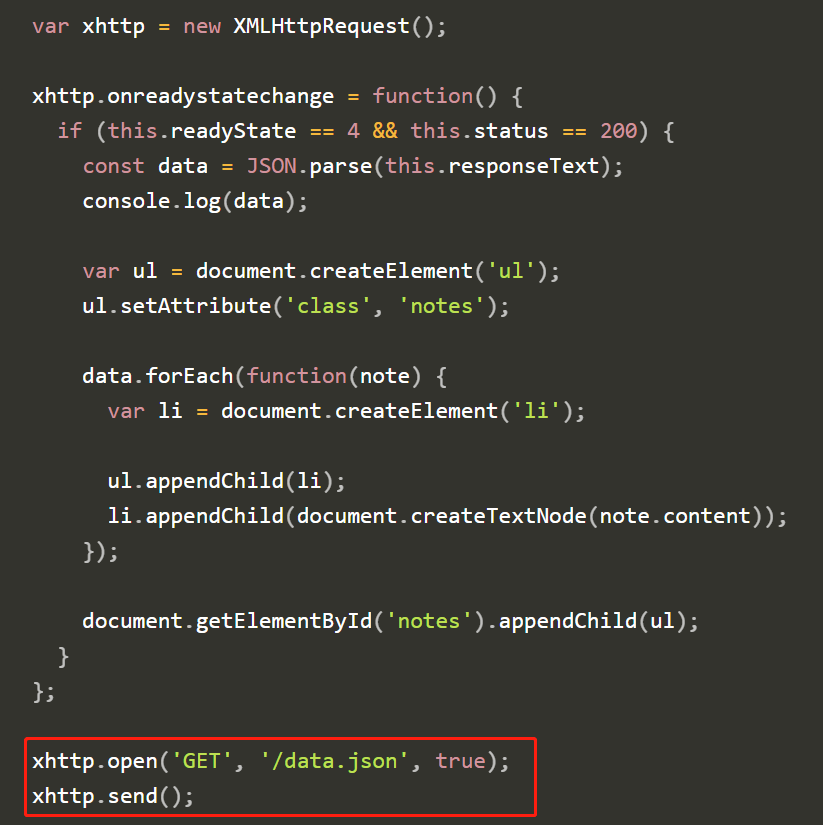 var xhttp = new XMLHttpRequest();
xhttp.onreadystatechange = function() {
if (this.readyState == 4 && this.status == 200) {
const data = JSON.parse(this.responseText);
console.log(data);
var ul = document.createElement('ul');
ul.setAttribute('class', 'notes');
data.forEach(function(note) {
var li = document.createElement('li');
ul.appendChild(li);
li.appendChild(document.createTextNode(note.content));
});
document.getElementById('notes').appendChild(ul);
}
};
xhttp.open('GET', '/data.json', true);
xhttp.send();